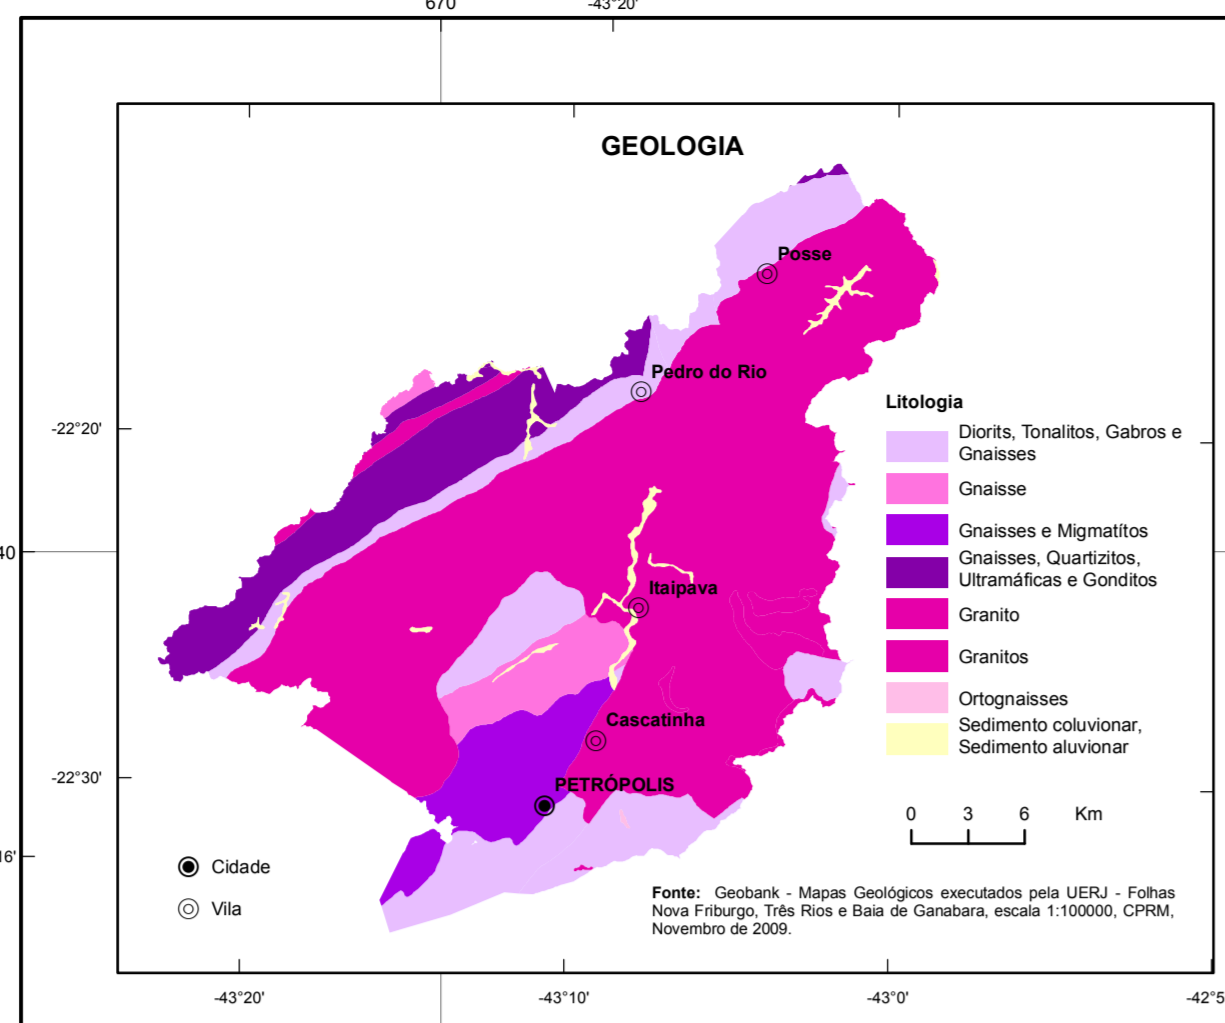 670
-43°20'
GEOLOGIA
Posse
Pedro do Rio
-22°20'
Litologia
Diorits, Tonalitos, Gabros e
Gnaisses
Gnaisse
Gnaisses e Migmatítos
Gnaisses, Quartizitos,
Ultramáficas e Gonditos
Granito
Granitos
Ortognaisses
Sedimento coluvionar,
Sedimento aluvionar
40
Itaipava
Cascatinha
-22°30'
PETRÓPOLIS
0 3 6 Km
16'
Cidade
Vila
Fonte: Geobank - Mapas Geológicos executados pela UERJ - Folhas
Nova Friburgo, Três Rios e Baia de Ganabara, escala 1:100000, CPRM,
Novembro de 2009.
-43°20' -43°10' -43°0' -42°5